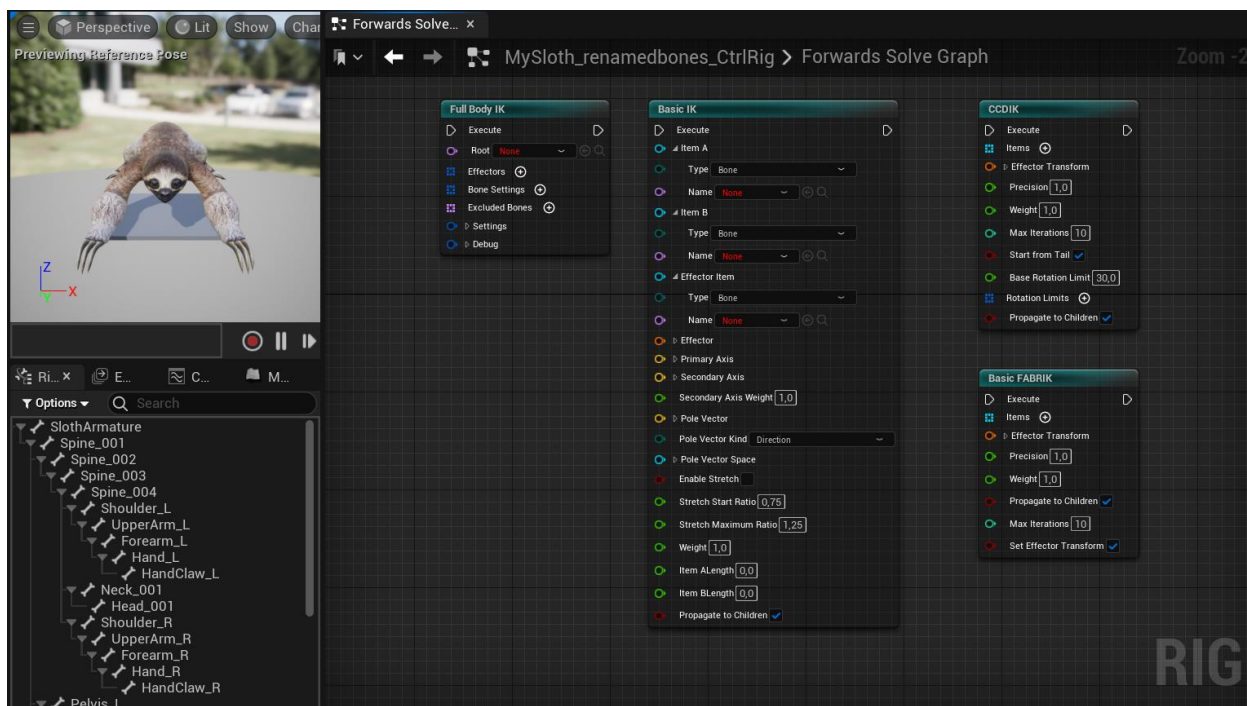 Perspective
Lit
Show
Previewing Reference Pose
Z
Y
X
Ri...
E...
C...
M...
Options
Search
SlothArmature
Spine_001
Spine_002
Spine_003
Spine_004
Shoulder_L
UpperArm_L
Forearm_L
Hand_L
HandClaw_L
Neck_001
Head_001
Shoulder_R
UpperArm_R
Forearm_R
Hand_R
HandClaw_R
Forwards Solve...
MySloth_renamedbones_CtrlRig > Forwards Solve Graph
Zoom -2
Full Body IK
Execute
Root None
Effectors
Bone Settings
Excluded Bones
Settings
Debug
Basic IK
Execute
Item A
Type Bone
Name None
Item B
Type Bone
Name None
Effector Item
Type Bone
Name None
Effector
Primary Axis
Secondary Axis
Secondary Axis Weight 1,0
Pole Vector
Pole Vector Kind Direction
Pole Vector Space
Enable Stretch
Stretch Start Ratio 0,75
Stretch Maximum Ratio 1,25
Weight 1,0
Item ALength 0,0
Item BLength 0,0
Propagate to Children
CCDIK
Execute
Items
Effector Transform
Precision 1,0
Weight 1,0
Max Iterations 10
Start from Tail
Base Rotation Limit 30,0
Rotation Limits
Propagate to Children
Basic FABRIK
Execute
Items
Effector Transform
Precision 1,0
Weight 1,0
Propagate to Children
Max Iterations 10
Set Effector Transform
RIG